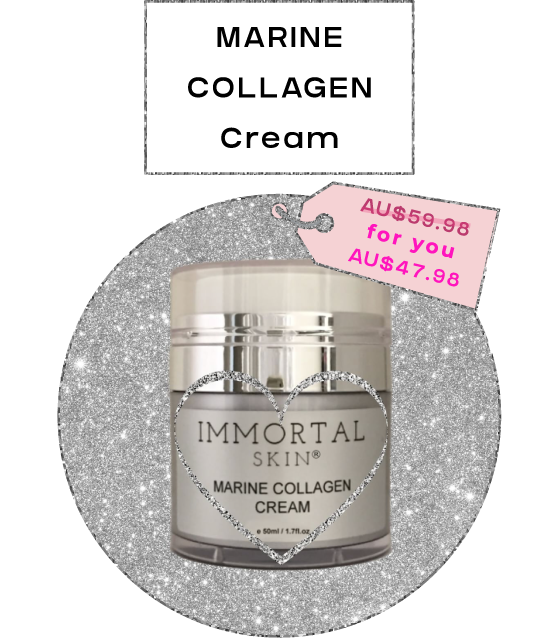 MARINE
COLLAGEN
Cream
AU$59.98
for you
AU$47.98
IMMORTAL
SKIN®
MARINE COLLAGEN
CREAM
e 50ml / 1.7fl.oz